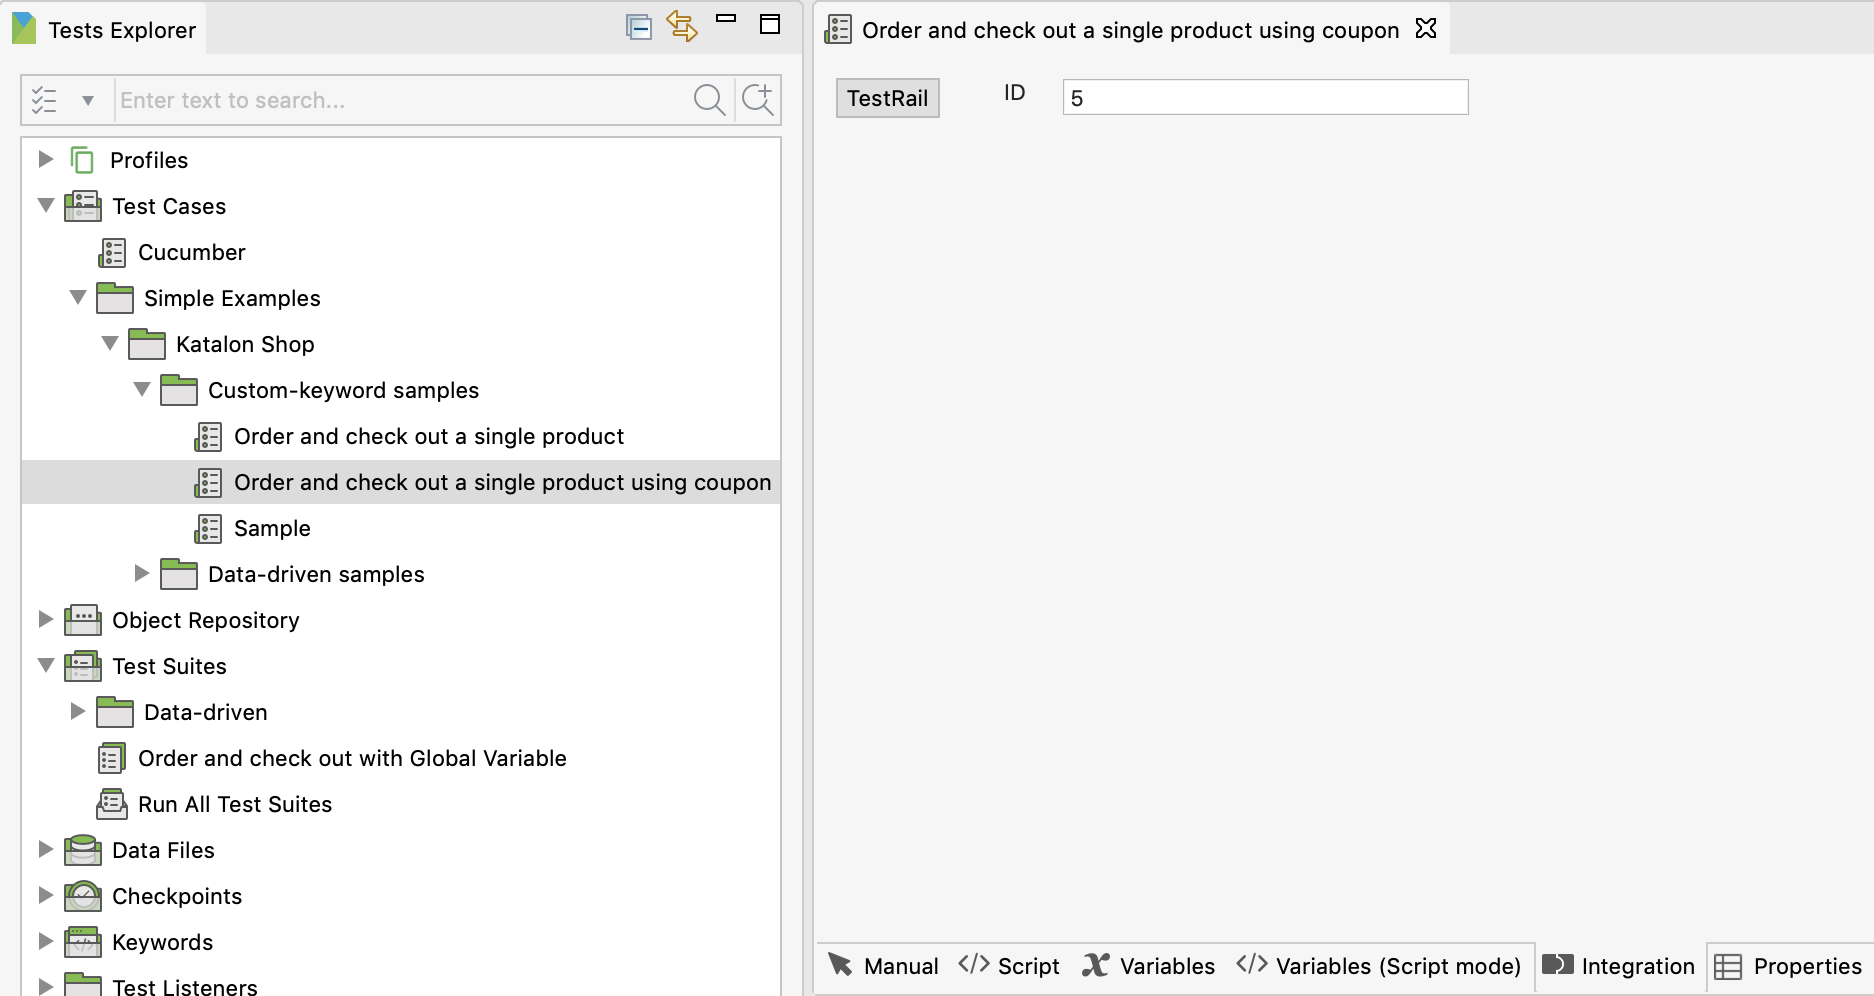 Tests Explorer
Enter text to search...
Profiles
Test Cases
Cucumber
Simple Examples
Katalon Shop
Custom-keyword samples
Order and check out a single product
Order and check out a single product using coupon
Sample
Data-driven samples
Object Repository
Test Suites
Data-driven
Order and check out with Global Variable
Run All Test Suites
Data Files
Checkpoints
Keywords
Test Listeners
Order and check out a single product using coupon
TestRail ID 5
Manual Script Variables Variables (Script mode) Integration Properties